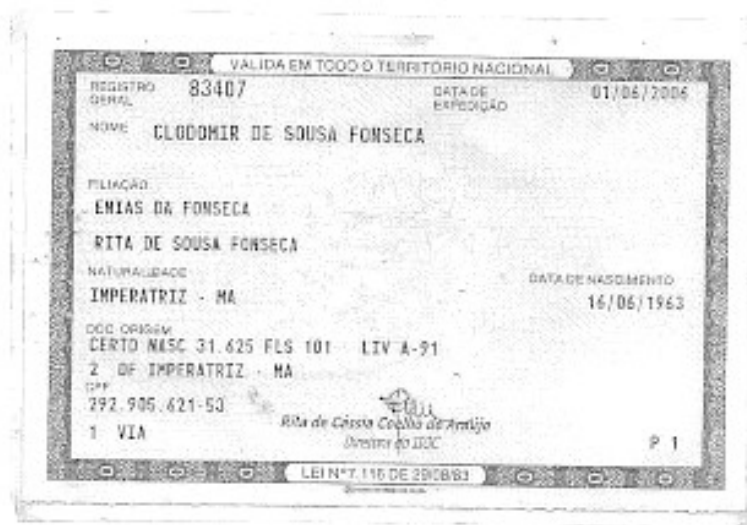 VALIDA EM TODO O TERRITÓRIO NACIONAL
REGISTRO GERAL 83407 DATA DE EXPEDIÇÃO 01/06/2006
NOME CLODOMIR DE SOUSA FONSECA
FILIAÇÃO
ENIAS DA FONSECA
RITA DE SOUSA FONSECA
NATURALIDADE DATA DE NASCIMENTO
IMPERATRIZ - MA 16/06/1963
DOC ORIGEM
CERTO NASC 31.625 FLS 101 LIV A-91
2 OF IMPERATRIZ - MA
CPF
292.905.621-53
Rita de Cássia Coelho de Araújo
1 VIA P 1
LEI Nº 7.116 DE 29/08/83